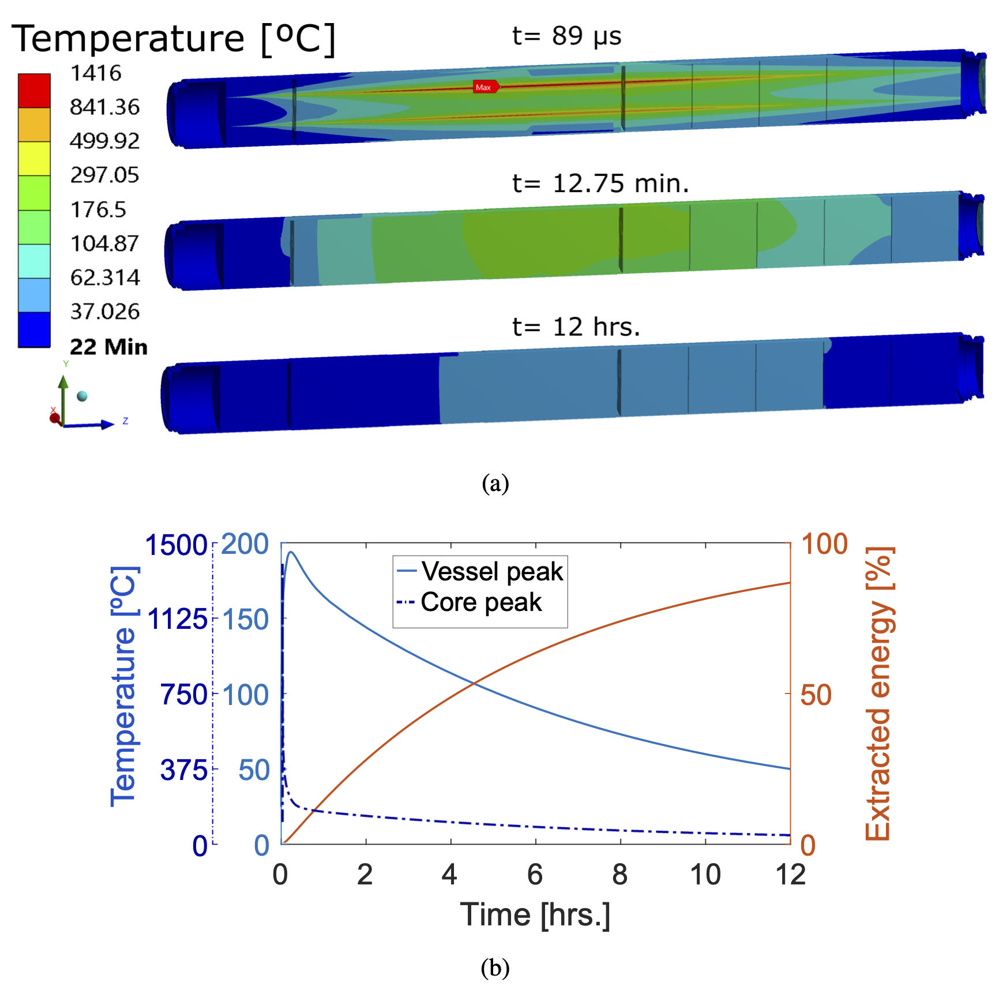 Temperature [ºC]
1416
841.36
499.92
297.05
176.5
104.87
62.314
37.026
22 Min
t= 89 µs
Max
t= 12.75 min.
t= 12 hrs.
Y
X
Z
(a)
1500
1125
750
375
0
200
150
100
50
0
Temperature [ºC]
Vessel peak
Core peak
100
50
0
Extracted energy [%]
0 2 4 6 8 10 12
Time [hrs.]
(b)